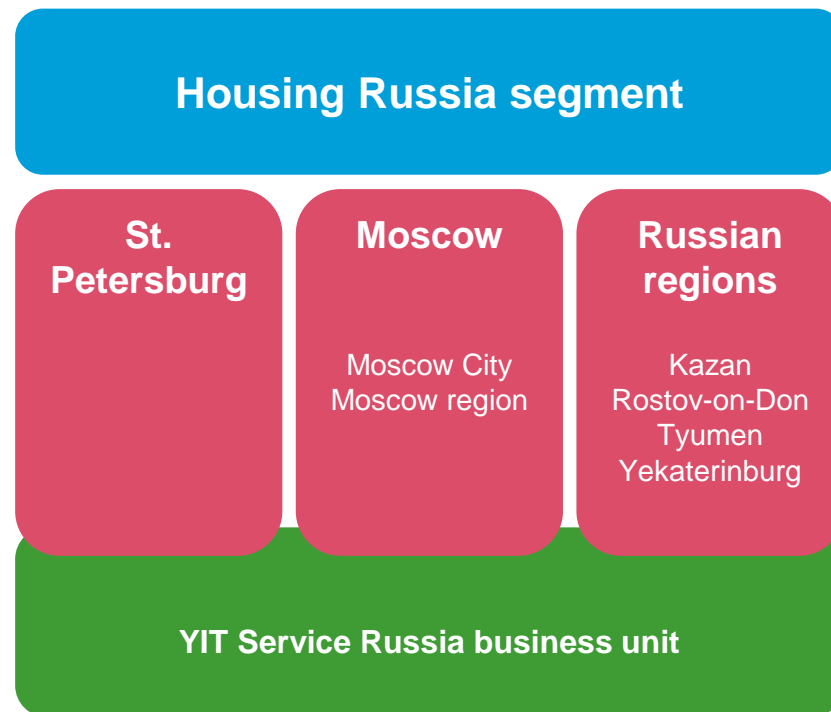 Housing Russia segment
St.
Petersburg
Moscow
Moscow City
Moscow region
Russian
regions
Kazan
Rostov-on-Don
Tyumen
Yekaterinburg
YIT Service Russia business unit